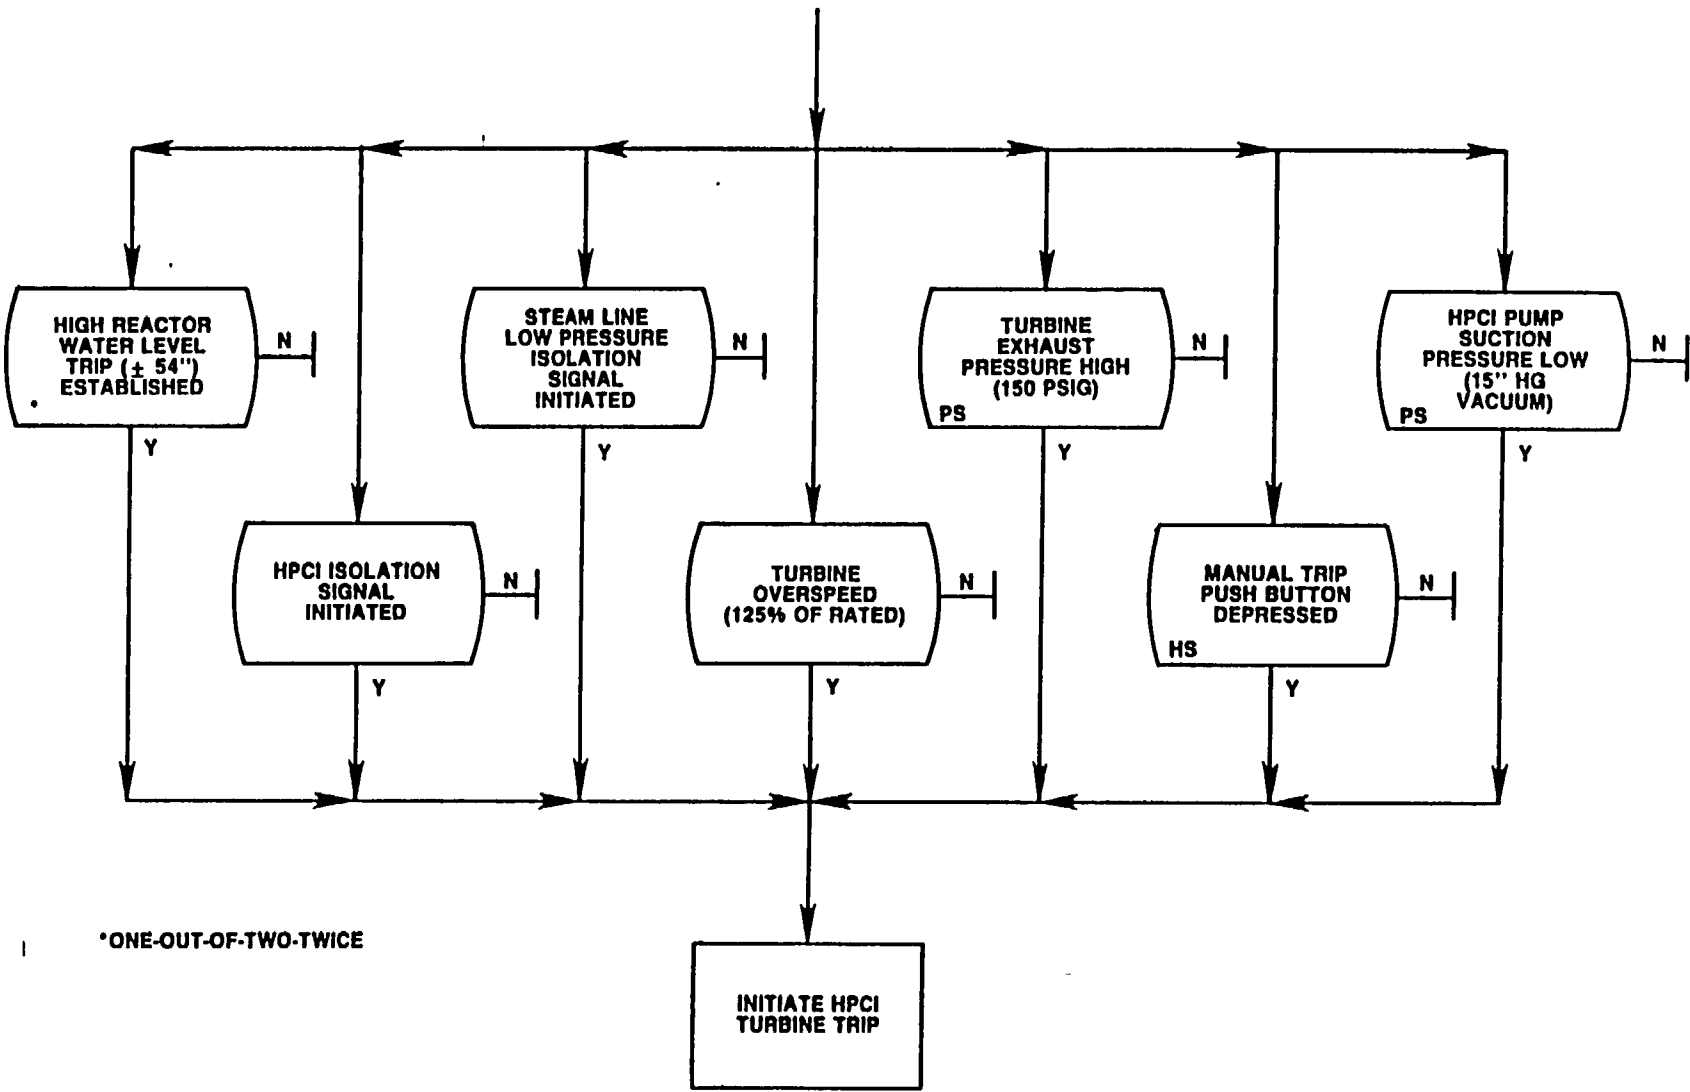 HIGH REACTOR
WATER LEVEL
TRIP (± 54")
ESTABLISHED
•
N
Y
STEAM LINE
LOW PRESSURE
ISOLATION
SIGNAL
INITIATED
N
Y
TURBINE
EXHAUST
PRESSURE HIGH
(150 PSIG)
PS
N
Y
HPCI PUMP
SUCTION
PRESSURE LOW
(15" HG
VACUUM)
PS
N
Y
HPCI ISOLATION
SIGNAL
INITIATED
N
Y
TURBINE
OVERSPEED
(125% OF RATED)
N
Y
MANUAL TRIP
PUSH BUTTON
DEPRESSED
HS
N
Y
•ONE-OUT-OF-TWO-TWICE
INITIATE HPCI
TURBINE TRIP